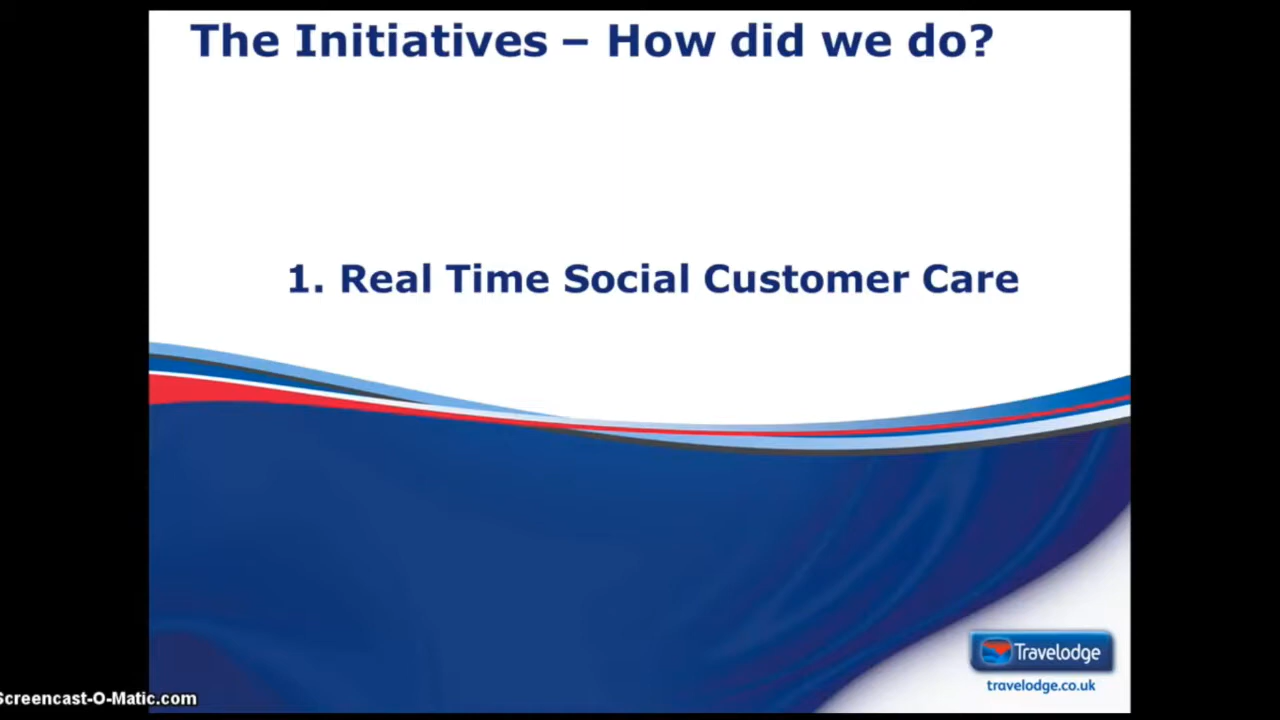 The Initiatives – How did we do?
1. Real Time Social Customer Care
Travelodge
travelodge.co.uk
Screencast-O-Matic.com